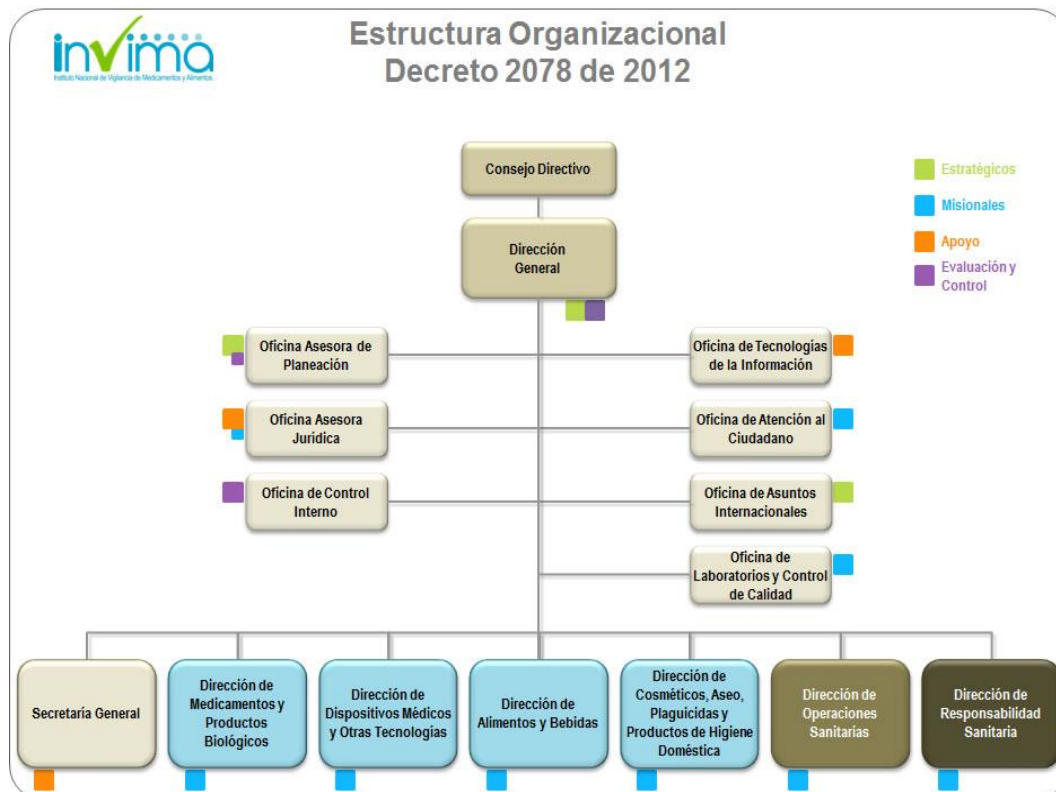 Estructura Organizacional
Decreto 2078 de 2012
invima
Instituto Nacional de Vigilancia de Medicamentos y Alimentos
Consejo Directivo
Dirección
General
Estratégicos
Misionales
Apoyo
Evaluación y
Control
Oficina Asesora de
Planeación
Oficina de Tecnologías
de la Información
Oficina Asesora
Jurídica
Oficina de Atención al
Ciudadano
Oficina de Control
Interno
Oficina de Asuntos
Internacionales
Oficina de
Laboratorios y Control
de Calidad
Secretaría General
Dirección de
Medicamentos y
Productos
Biológicos
Dirección de
Dispositivos Médicos
y Otras Tecnologías
Dirección de
Alimentos y Bebidas
Dirección de
Cosméticos, Aseo,
Plaguicidas y
Productos de Higiene
Doméstica
Dirección de
Operaciones
Sanitarias
Dirección de
Responsabilidad
Sanitaria